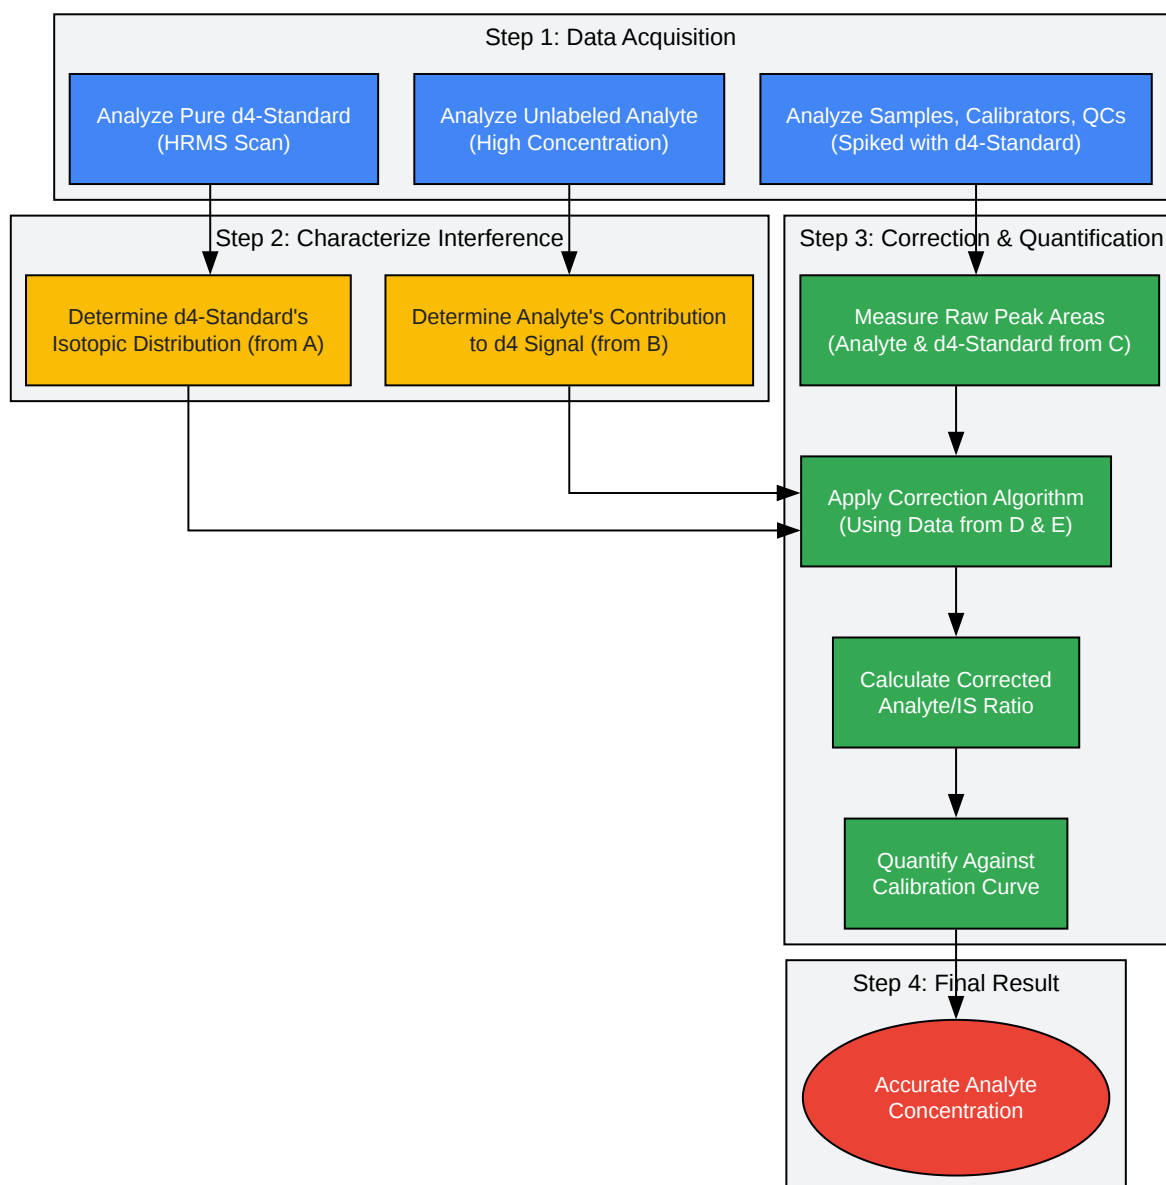 Step 1: Data Acquisition
Analyze Pure d4-Standard
(HRMS Scan)
Analyze Unlabeled Analyte
(High Concentration)
Analyze Samples, Calibrators, QCs
(Spiked with d4-Standard)
Step 2: Characterize Interference
Determine d4-Standard's
Isotopic Distribution (from A)
Determine Analyte's Contribution
to d4 Signal (from B)
Step 3: Correction & Quantification
Measure Raw Peak Areas
(Analyte & d4-Standard from C)
Apply Correction Algorithm
(Using Data from D & E)
Calculate Corrected
Analyte/IS Ratio
Quantify Against
Calibration Curve
Step 4: Final Result
Accurate Analyte
Concentration